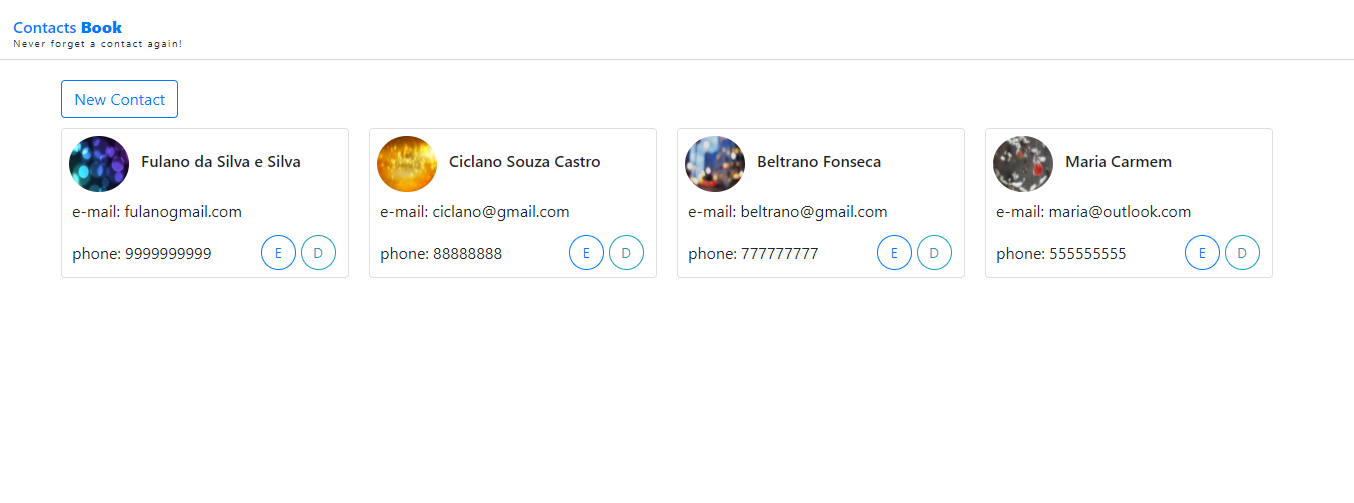 Contacts Book
Never forget a contact again!
New Contact
Fulano da Silva e Silva
e-mail: fulanogmail.com
phone: 9999999999
E D
Ciclano Souza Castro
e-mail: ciclano@gmail.com
phone: 88888888
E D
Beltrano Fonseca
e-mail: beltrano@gmail.com
phone: 777777777
E D
Maria Carmem
e-mail: maria@outlook.com
phone: 555555555
E D